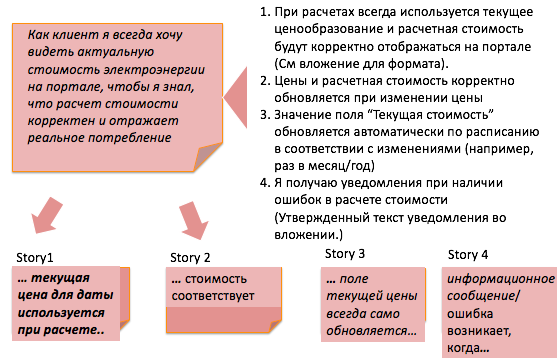 Как клиент я всегда хочу
видеть актуальную
стоимость электроэнергии
на портале, чтобы я знал,
что расчет стоимости
корректен и отражает
реальное потребление
1. При расчетах всегда используется текущее
ценообразование и расчетная стоимость
будут корректно отображаться на портале
(См вложение для формата).
2. Цены и расчетная стоимость корректно
обновляется при изменении цены
3. Значение поля “Текущая стоимость”
обновляется автоматически по расписанию
в соответствии с изменениями (например,
раз в месяц/год)
4. Я получаю уведомления при наличии
ошибок в расчете стоимости
(Утвержденный текст уведомления во
вложении.)
Story1
... текущая
цена для даты
используется
при расчете..
Story 2
... стоимость
соответствует
Story 3
... поле
текущей цены
всегда само
обновляется...
Story 4
информационное
сообщение/
ошибка
возникает,
когда...